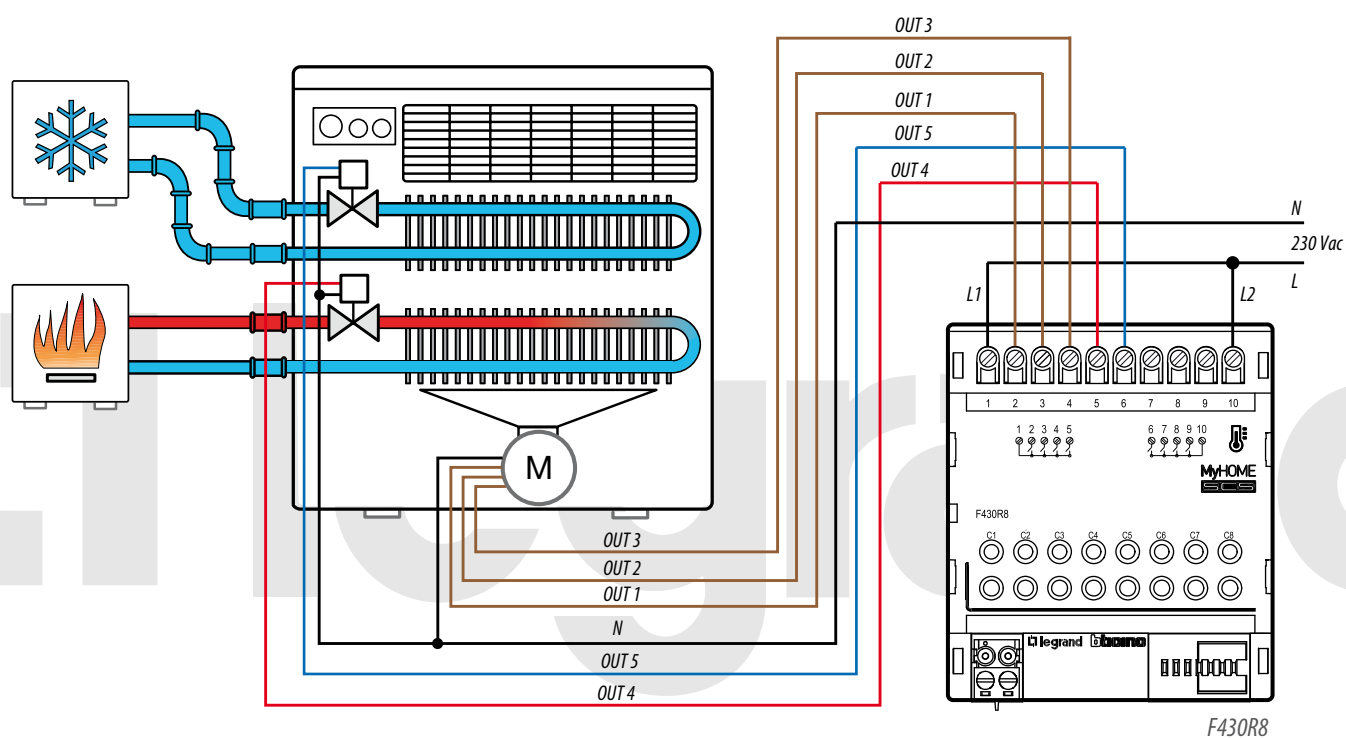 OUT 3
OUT 2
OUT 1
OUT 5
OUT 4
N
230 Vac
L
L1
L2
1 2 3 4 5 6 7 8 9 10
1 2 3 4 5
6 7 8 9 10
MyHOME
SCS
M
F430R8
C1 C2 C3 C4 C5 C6 C7 C8
OUT 3
OUT 2
OUT 1
N
OUT 5
OUT 4
legrand bticino
F430R8